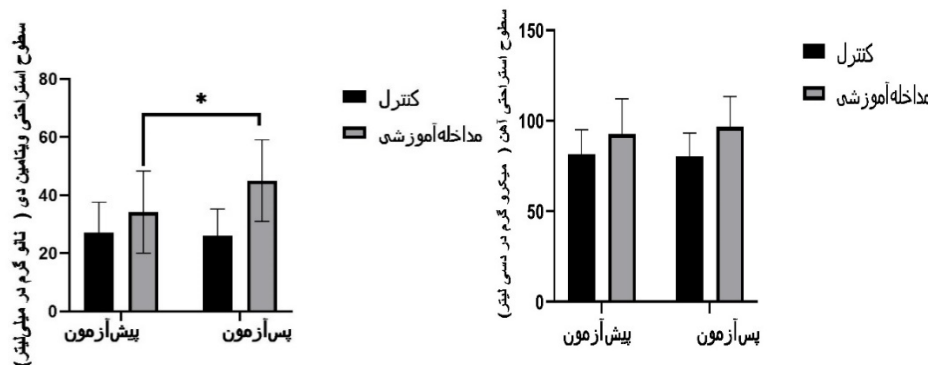 سطوح استراحتی ویتامین دی ( نانو گرم در میلی‌لیتر)
80
60
40
20
0
*
پیش‌آزمون
پس‌آزمون
کنترل
مداخله‌آموزشی
سطوح استراحتی آهن ( میکرو گرم در دسی لیتر)
150
100
50
0
پیش‌آزمون
پس‌آزمون
کنترل
مداخله‌آموزشی